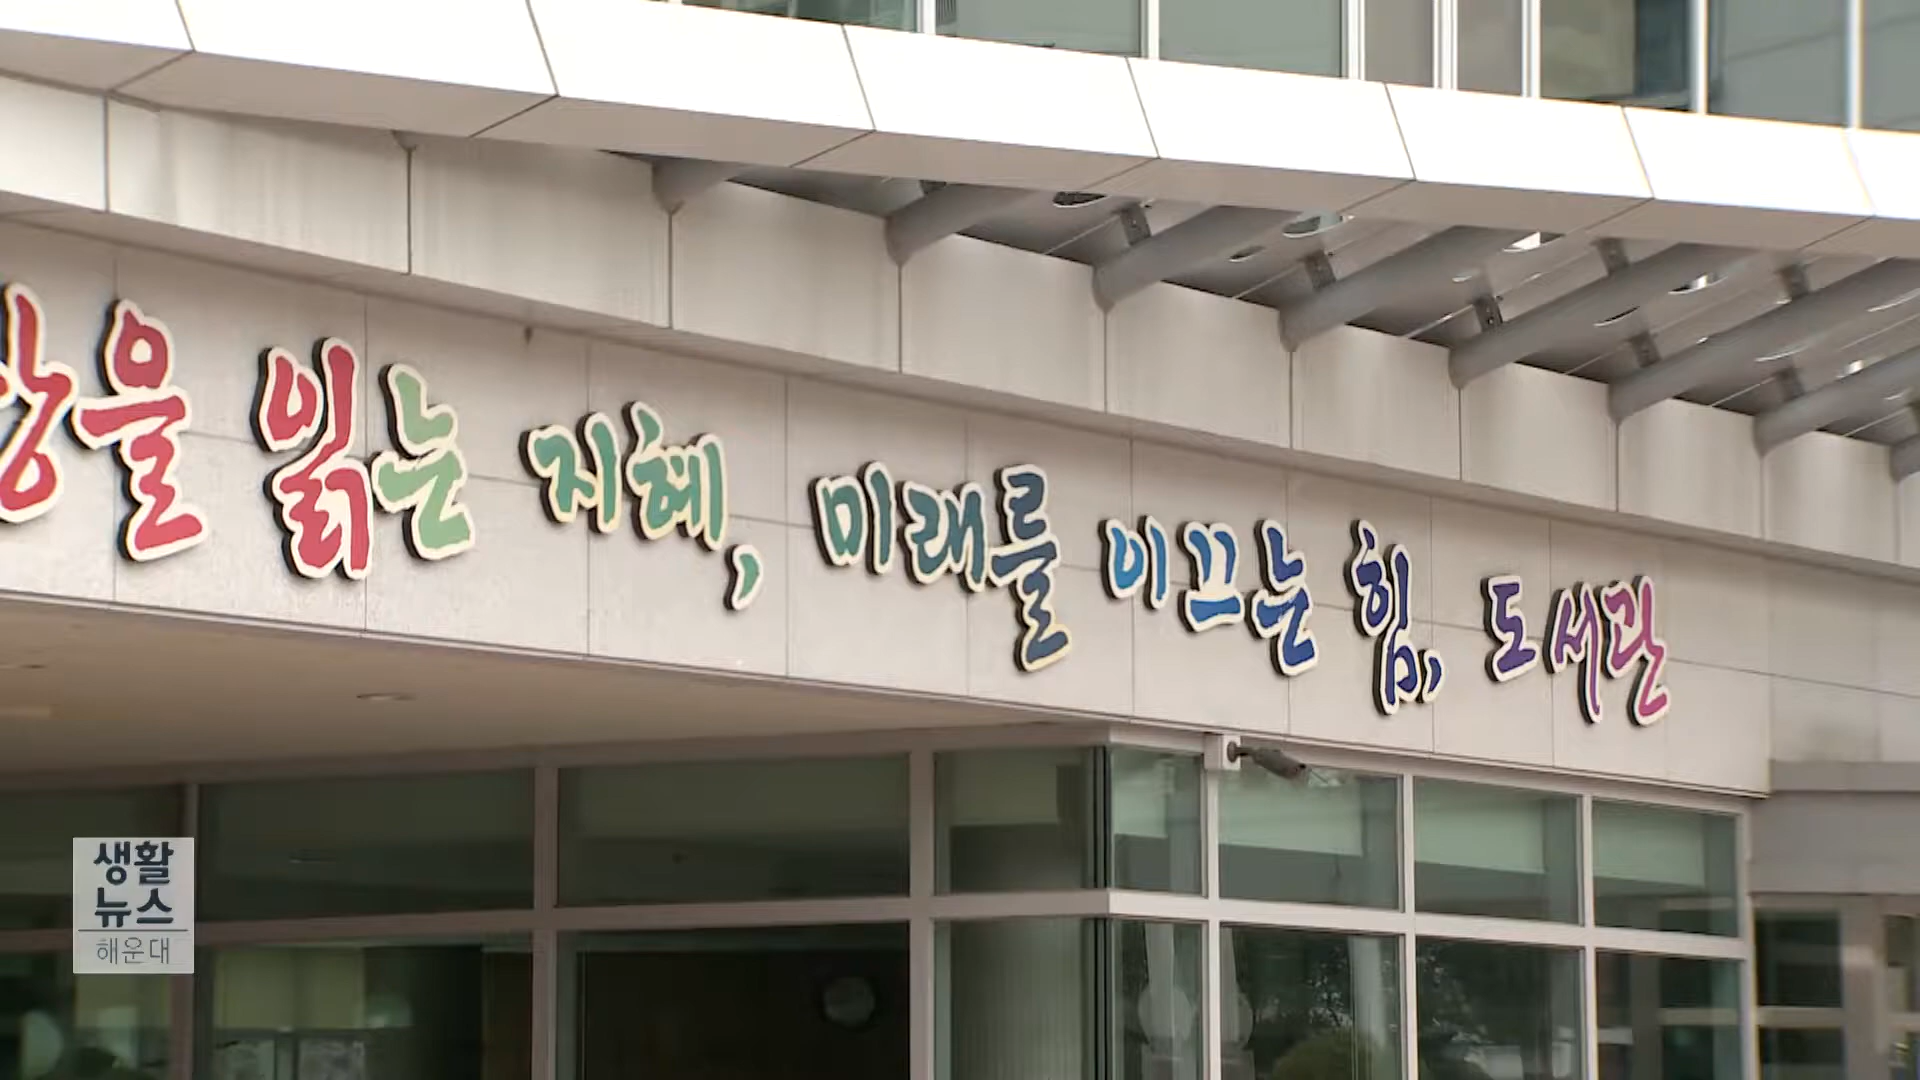 을 읽는 지혜, 미래를 이끄는 힘, 도서관
생활
뉴스
해운대